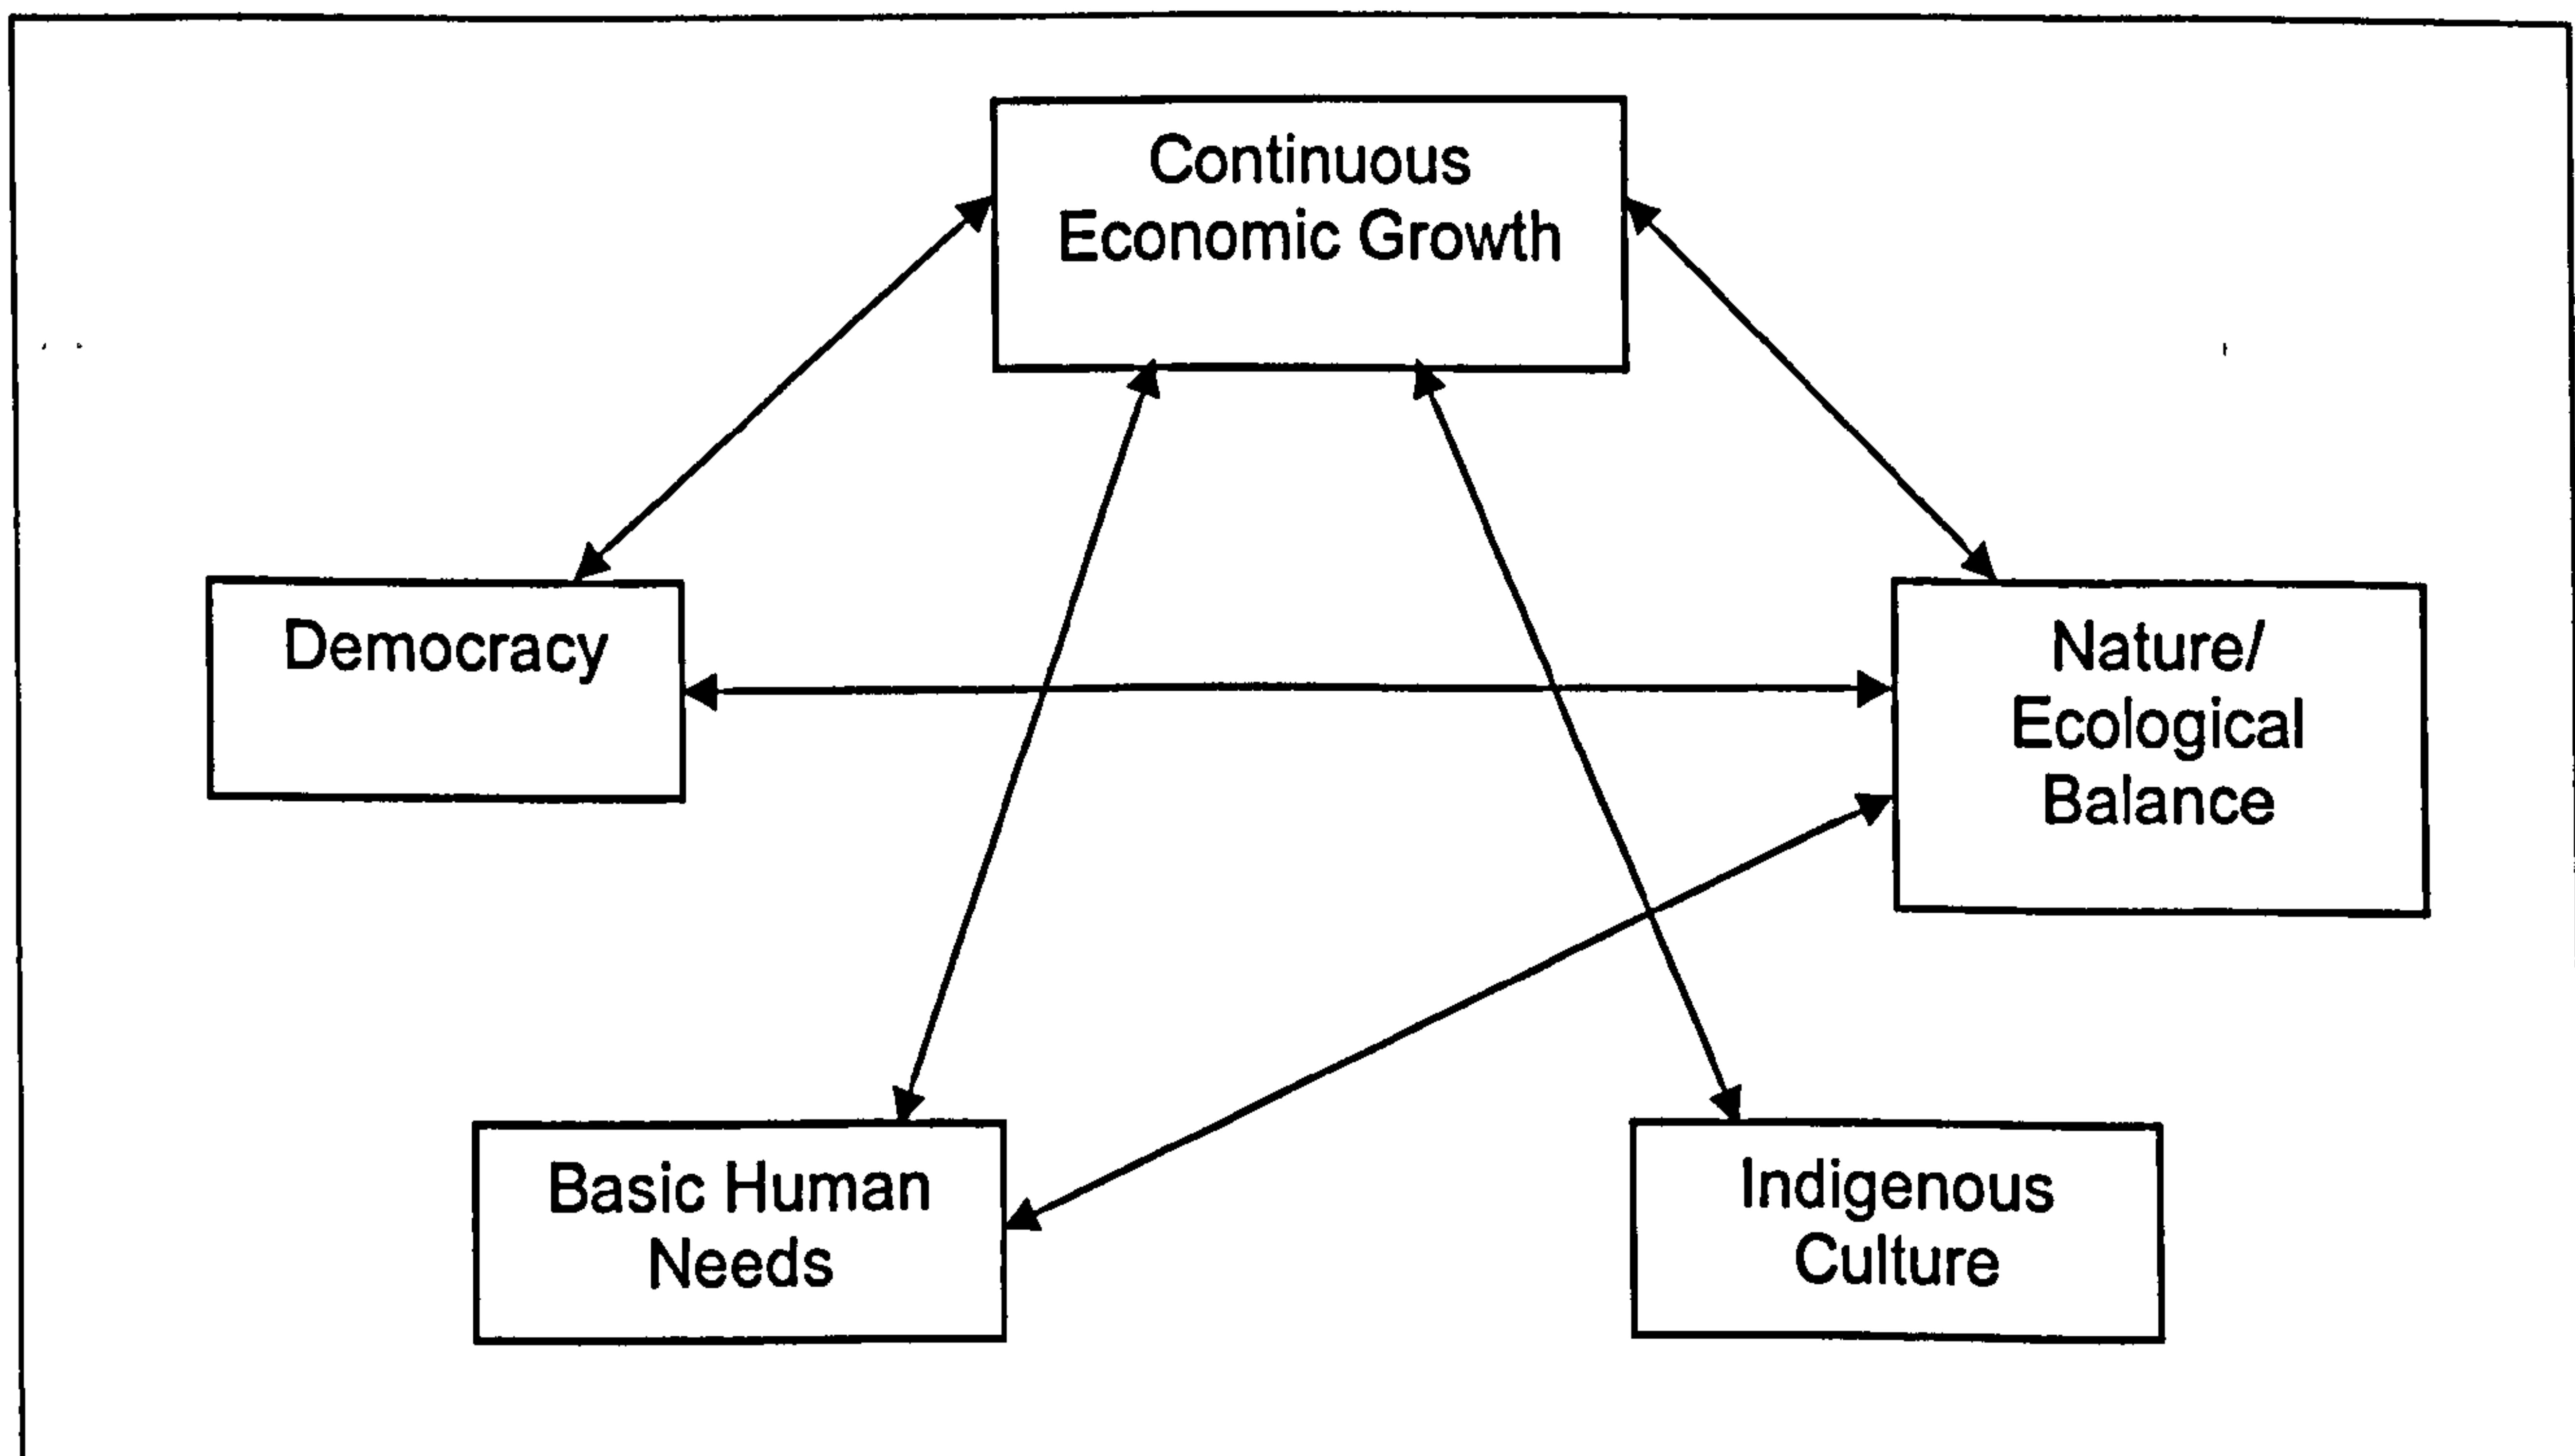 Continuous
Economic Growth
Democracy
Nature/
Ecological
Balance
Basic Human
Needs
Indigenous
Culture